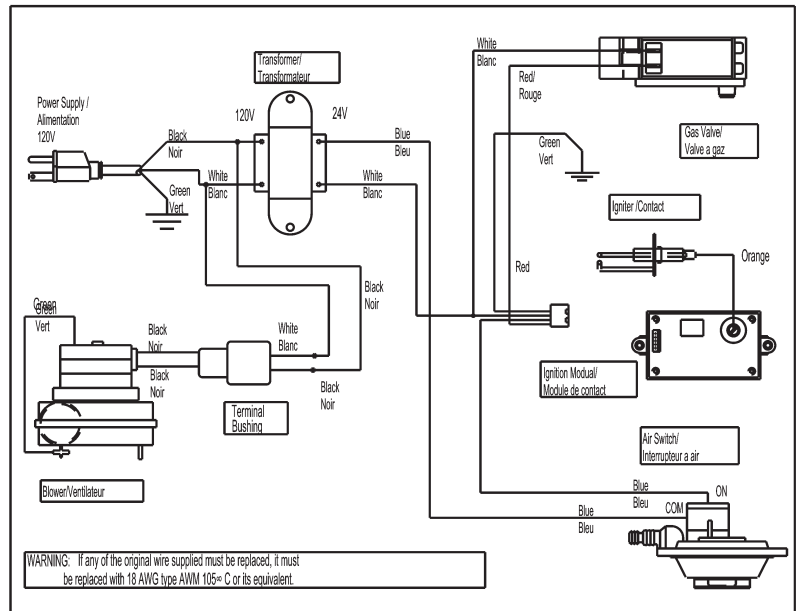 Transformer/
Transformateur
120V
24V
Power Supply /
Alimentation
120V
Black
Noir
White
Blanc
Green
Vert
Blue
Bleu
White
Blanc
White
Blanc
Red/
Rouge
Green
Vert
Gas Valve/
Valve a gaz
Igniter /Contact
Orange
Red
Ignition Modual/
Module de contact
Green
Green
Vert
Black
Noir
Black
Noir
White
Blanc
Black
Noir
Black
Noir
Terminal
Bushing
Blower/Ventilateur
Air Switch/
Interrupteur a air
Blue
Bleu
ON
Blue
Bleu
COM
WARNING: If any of the original wire supplied must be replaced, it must
be replaced with 18 AWG type AWM 105∞ C or its equivalent.